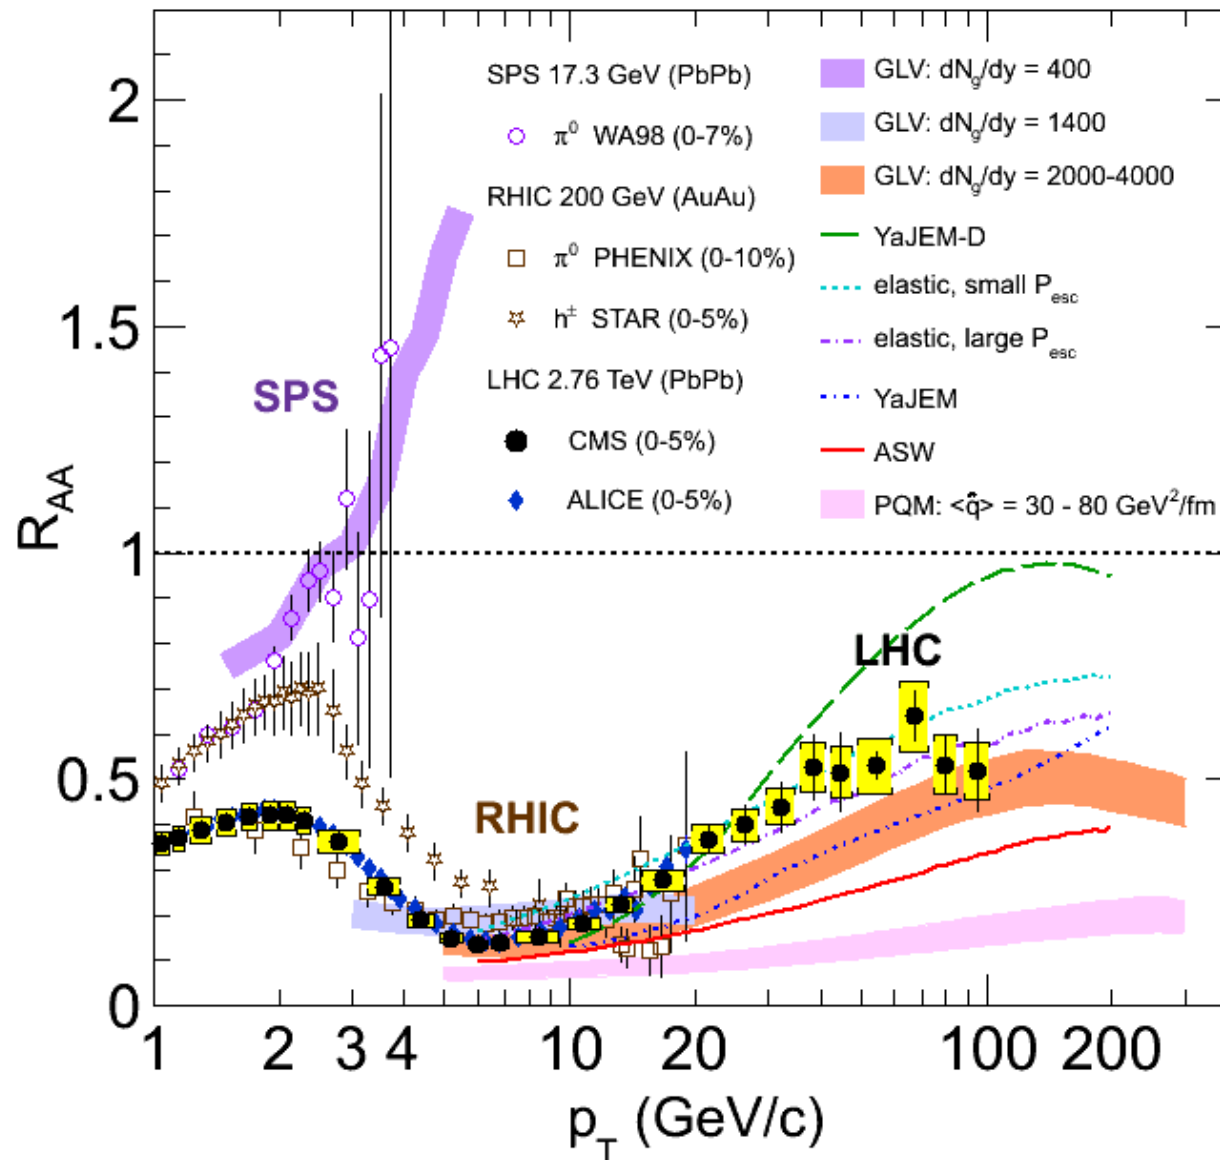 SPS 17.3 GeV (PbPb)
π⁰ WA98 (0-7%)
RHIC 200 GeV (AuAu)
π⁰ PHENIX (0-10%)
h± STAR (0-5%)
LHC 2.76 TeV (PbPb)
CMS (0-5%)
ALICE (0-5%)
GLV: dN_g/dy = 400
GLV: dN_g/dy = 1400
GLV: dN_g/dy = 2000-4000
YaJEM-D
elastic, small P_esc
elastic, large P_esc
YaJEM
ASW
PQM: <q̂> = 30 - 80 GeV²/fm
SPS
RHIC
LHC
R_AA
2
1.5
1
0.5
0
1 2 3 4 10 20 100 200
p_T (GeV/c)